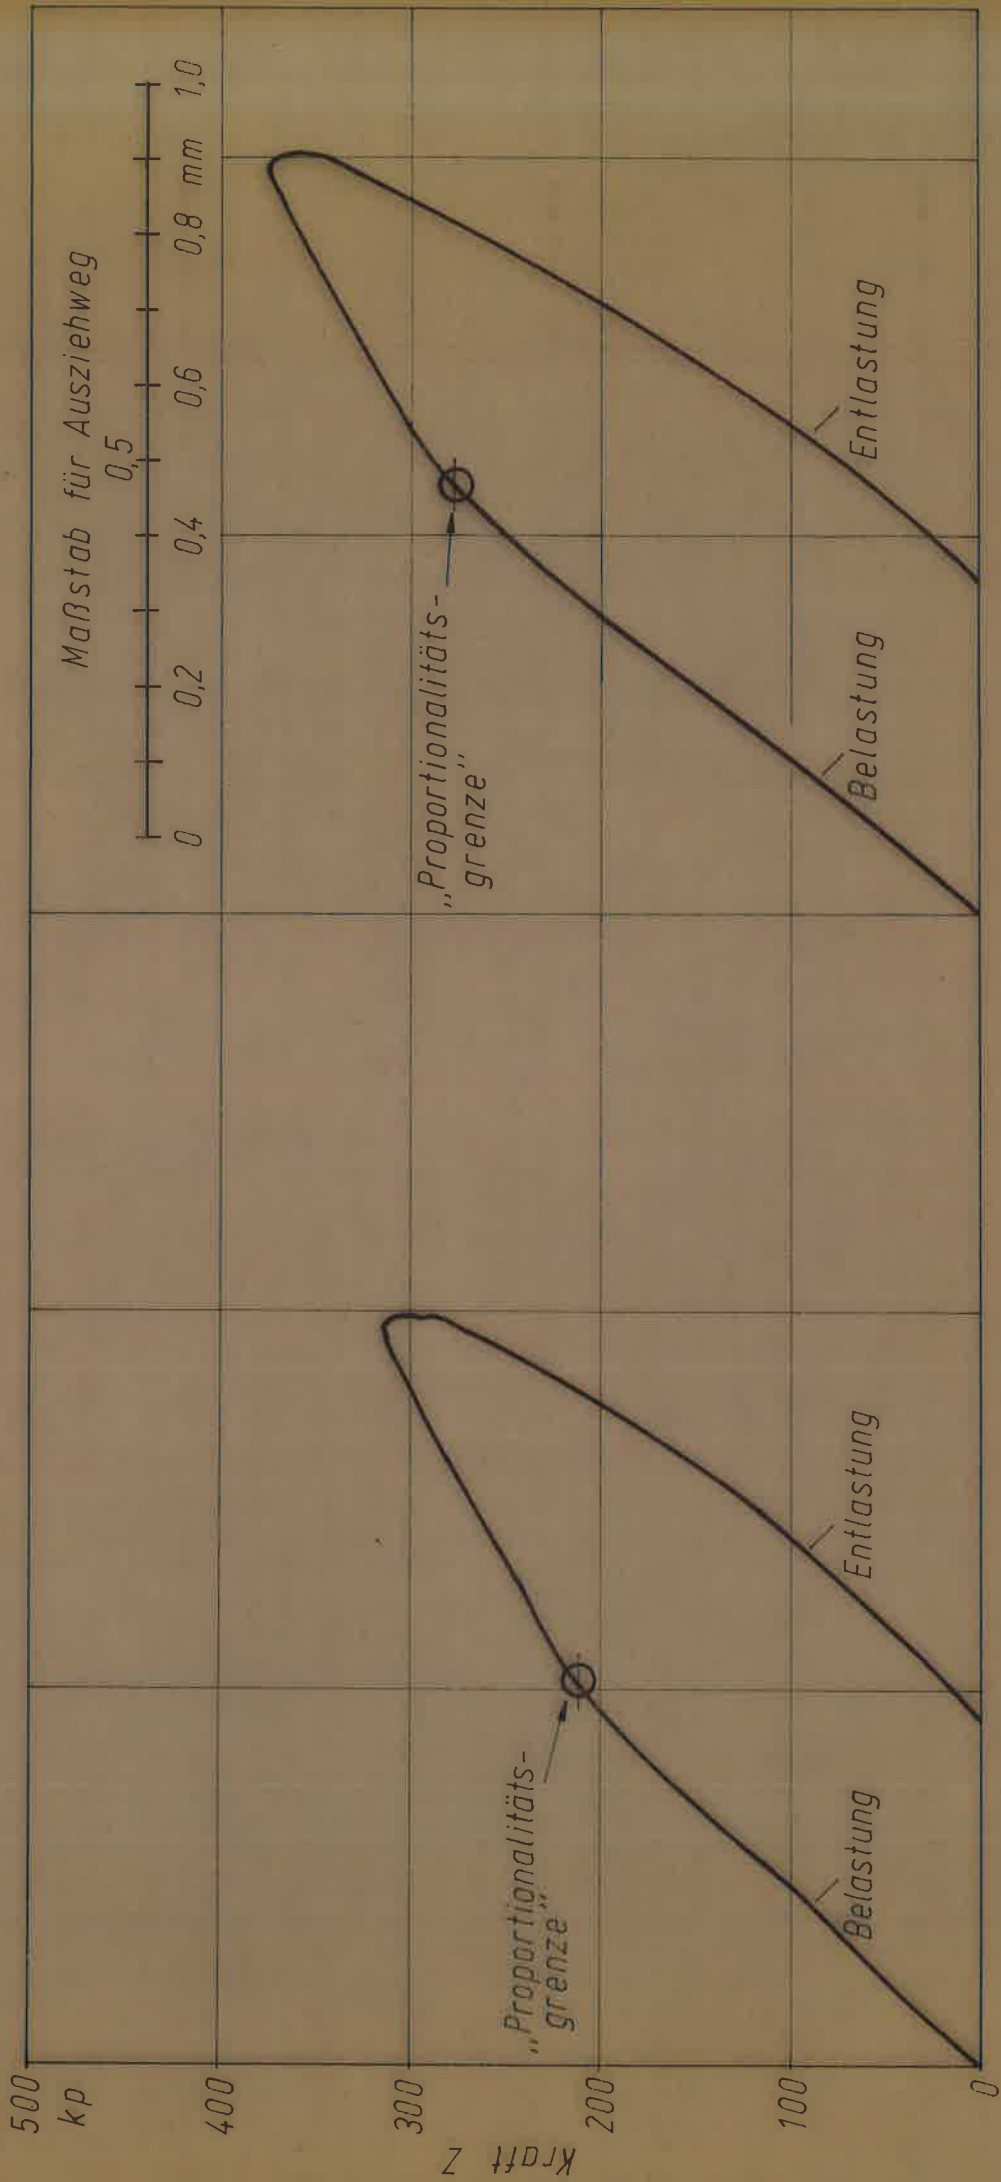 500
kp
400
300
200
100
0
Kraft Z
„Proportionalitäts-
grenze“
Belastung
Entlastung
Maßstab für Ausziehweg
0,5
0 0,2 0,4 0,6 0,8 mm 1,0
„Proportionalitäts-
grenze“
Belastung
Entlastung